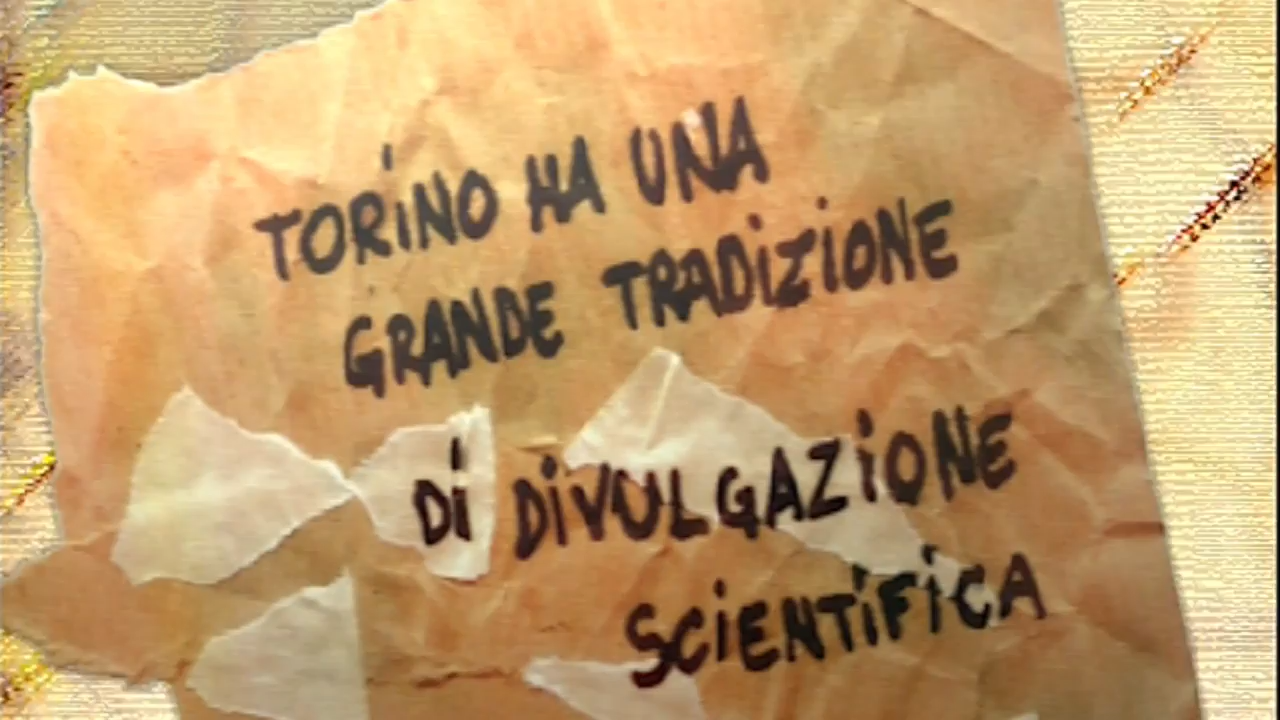 TORiNO HA UNA
GRANDE TRADiZiONE
Di DiVULGAZiONE
SCiENTiFiCA